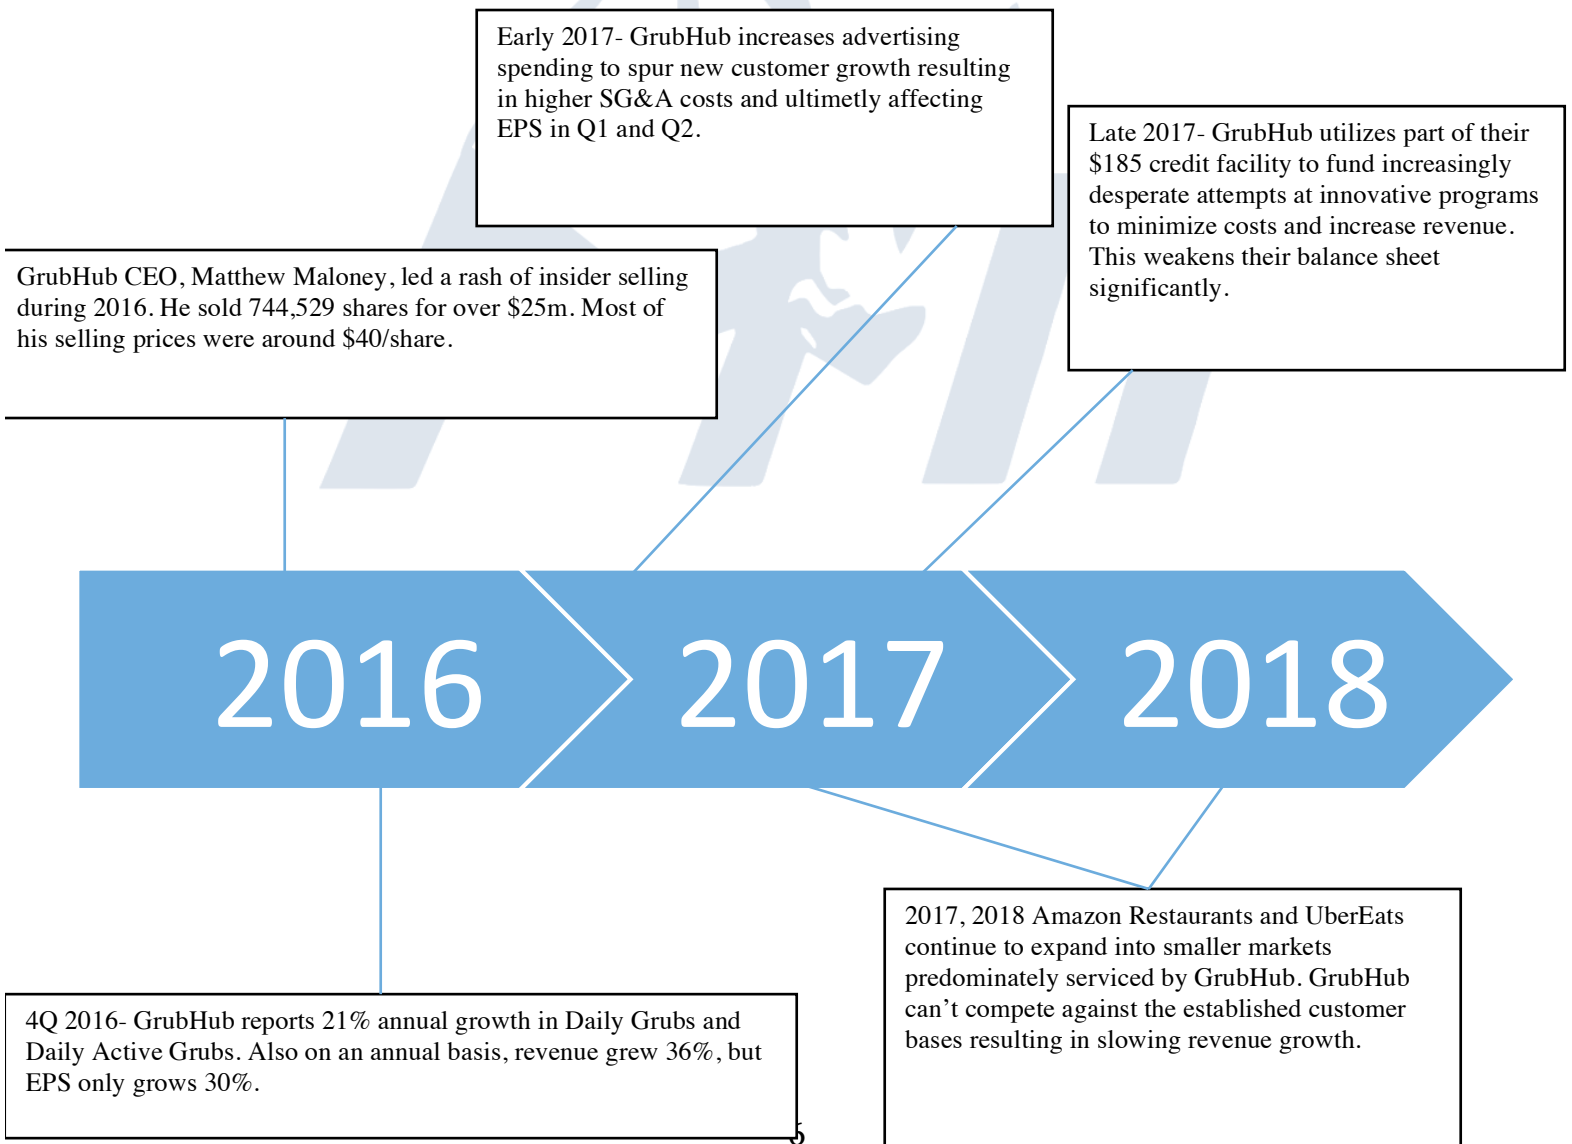 Early 2017- GrubHub increases advertising
spending to spur new customer growth resulting
in higher SG&A costs and ultimetly affecting
EPS in Q1 and Q2.
Late 2017- GrubHub utilizes part of their
$185 credit facility to fund increasingly
desperate attempts at innovative programs
to minimize costs and increase revenue.
This weakens their balance sheet
significantly.
GrubHub CEO, Matthew Maloney, led a rash of insider selling
during 2016. He sold 744,529 shares for over $25m. Most of
his selling prices were around $40/share.
2016
2017
2018
4Q 2016- GrubHub reports 21% annual growth in Daily Grubs and
Daily Active Grubs. Also on an annual basis, revenue grew 36%, but
EPS only grows 30%.
2017, 2018 Amazon Restaurants and UberEats
continue to expand into smaller markets
predominately serviced by GrubHub. GrubHub
can’t compete against the established customer
bases resulting in slowing revenue growth.